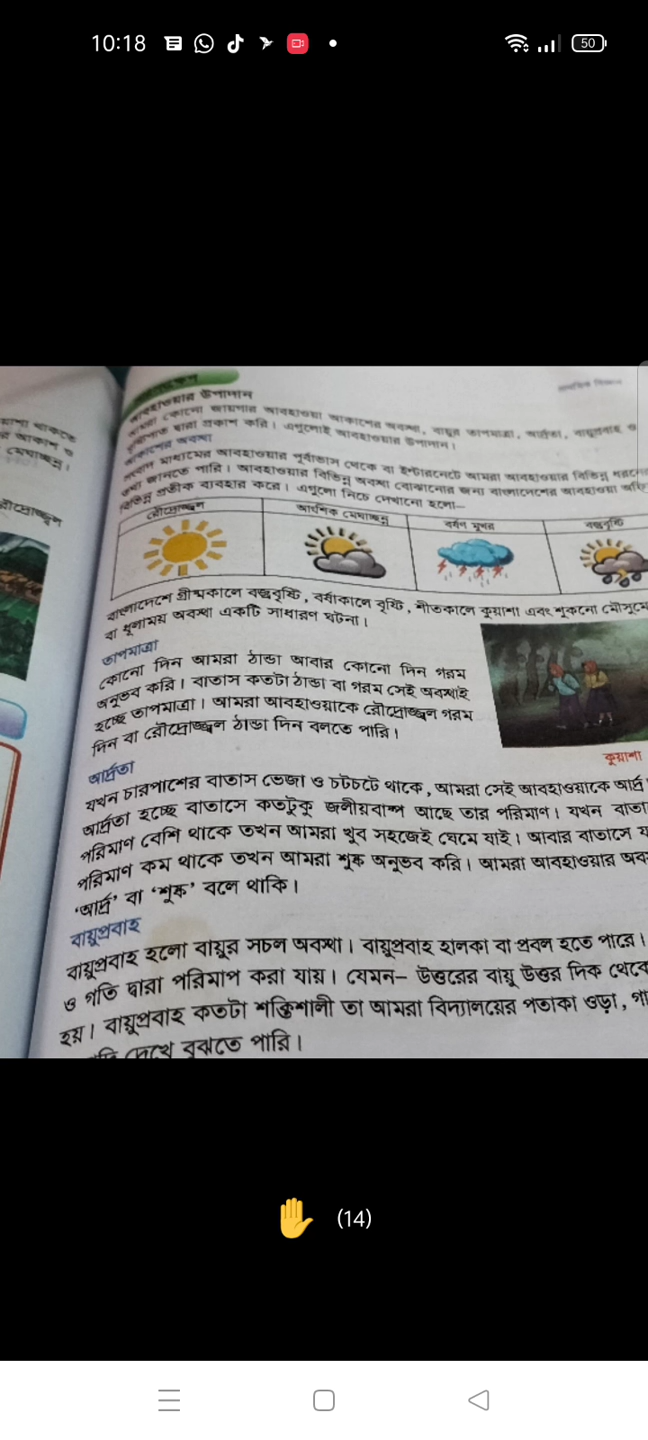 10:18
50
আবহাওয়ার উপাদান
আমরা কোনো জায়গার আবহাওয়া আকাশের অবস্থা, বায়ুর তাপমাত্রা, আর্দ্রতা, বায়ুপ্রবাহ ও
বৃষ্টিপাত দ্বারা প্রকাশ করি। এগুলোই আবহাওয়ার উপাদান।
আকাশের অবস্থা
মাধ্যমের আবহাওয়ার পূর্বাভাস থেকে বা ইন্টারনেটে আমরা আবহাওয়ার বিভিন্ন
তথ্য জানতে পারি। আবহাওয়ার বিভিন্ন অবস্থা বোঝানোর জন্য বাংলাদেশের আবহাওয়া
বিভিন্ন প্রতীক ব্যবহার করে। এগুলো নিচে দেখানো হলো—
রৌদ্রোজ্জ্বল
আংশিক মেঘাচ্ছন্ন
বর্ষণ মুখর
বজ্রবৃষ্টি
বাংলাদেশে গ্রীষ্মকালে বজ্রবৃষ্টি, বর্ষাকালে বৃষ্টি, শীতকালে কুয়াশা এবং শুকনো মৌসুমে
বা ধুলাময় অবস্থা একটি সাধারণ ঘটনা।
তাপমাত্রা
কোনো দিন আমরা ঠান্ডা আবার কোনো দিন গরম
অনুভব করি। বাতাস কতটা ঠান্ডা বা গরম সেই অবস্থাই
হচ্ছে তাপমাত্রা। আমরা আবহাওয়াকে রৌদ্রোজ্জ্বল গরম
দিন বা রৌদ্রোজ্জ্বল ঠান্ডা দিন বলতে পারি।
কুয়াশা
আর্দ্রতা
যখন চারপাশের বাতাস ভেজা ও চটচটে থাকে, আমরা সেই আবহাওয়াকে আর্দ্র
আর্দ্রতা হচ্ছে বাতাসে কতটুকু জলীয়বাষ্প আছে তার পরিমাণ। যখন বাতা
পরিমাণ বেশি থাকে তখন আমরা খুব সহজেই ঘেমে যাই। আবার বাতাসে য
পরিমাণ কম থাকে তখন আমরা শুষ্ক অনুভব করি। আমরা আবহাওয়ার অব
‘আর্দ্র’ বা ‘শুষ্ক’ বলে থাকি।
বায়ুপ্রবাহ
বায়ুপ্রবাহ হলো বায়ুর সচল অবস্থা। বায়ুপ্রবাহ হালকা বা প্রবল হতে পারে।
ও গতি দ্বারা পরিমাপ করা যায়। যেমন– উত্তরের বায়ু উত্তর দিক থেকে
হয়। বায়ুপ্রবাহ কতটা শক্তিশালী তা আমরা বিদ্যালয়ের পতাকা ওড়া, গা
দেখে বুঝতে পারি।
(14)